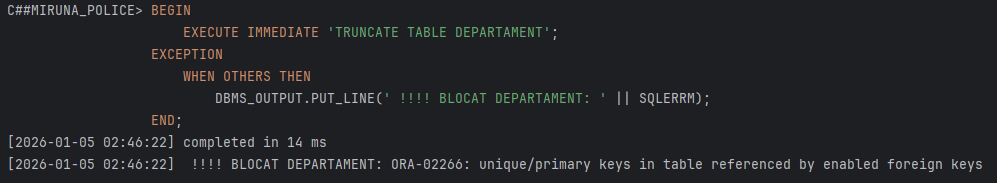 C##MIRUNA_POLICE> BEGIN
EXECUTE IMMEDIATE 'TRUNCATE TABLE DEPARTAMENT';
EXCEPTION
WHEN OTHERS THEN
DBMS_OUTPUT.PUT_LINE(' !!!! BLOCAT DEPARTAMENT: ' || SQLERRM);
END;
[2026-01-05 02:46:22] completed in 14 ms
[2026-01-05 02:46:22]  !!!! BLOCAT DEPARTAMENT: ORA-02266: unique/primary keys in table referenced by enabled foreign keys